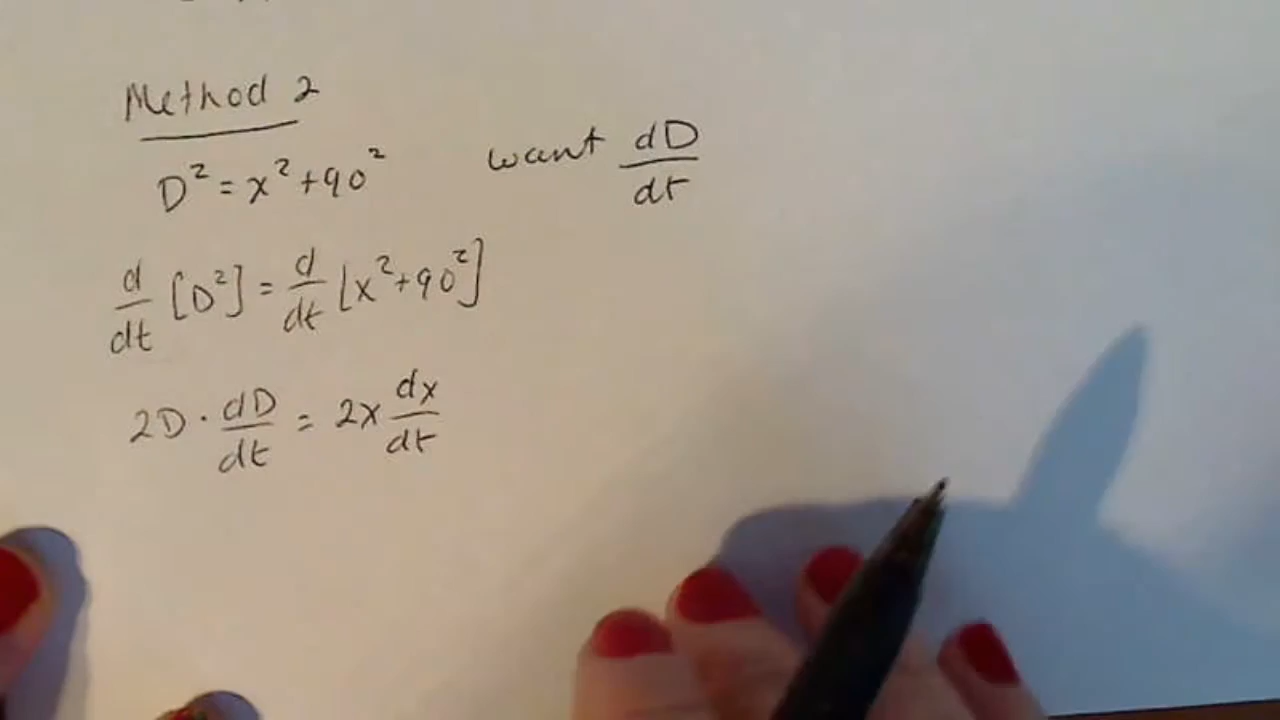 Method 2
D² = x² + 90² want dD/dt
d/dt [D²] = d/dt [x² + 90²]
2D · dD/dt = 2x dx/dt